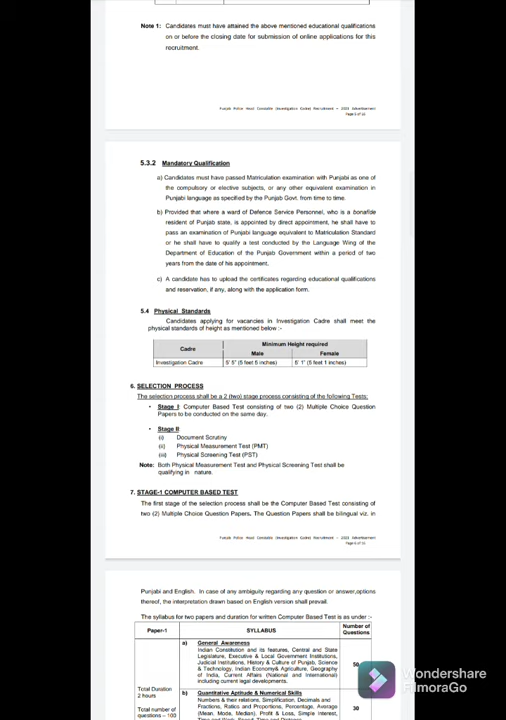 Note 1: Candidates must have attained the above mentioned educational qualifications
on or before the closing date for submission of online applications for this
recruitment.
Punjab Police Head Constable (Investigation Cadre) Recruitment – 2021 Advertisement
5.3.2 Mandatory Qualification
a) Candidates must have passed Matriculation examination with Punjabi as one of
the compulsory or elective subjects, or any other equivalent examination in
Punjabi language as specified by the Punjab Govt. from time to time.
b) Provided that where a ward of Defence Service Personnel, who is a bonafide
resident of Punjab state, is appointed by direct appointment, he shall have to
pass an examination of Punjabi language equivalent to Matriculation Standard
or he shall have to qualify a test conducted by the Language Wing of the
Department of Education of the Punjab Government within a period of two
years from the date of his appointment.
c) A candidate has to upload the certificates regarding educational qualifications
and reservation, if any, along with the application form.
5.4 Physical Standards
Candidates applying for vacancies in Investigation Cadre shall meet the
physical standards of height as mentioned below :-
Cadre Minimum Height required
Male Female
Investigation Cadre 5' 5" (5 feet 5 inches) 5' 1" (5 feet 1 inches)
6. SELECTION PROCESS
The selection process shall be a 2 (two) stage process consisting of the following Tests:
• Stage I: Computer Based Test consisting of two (2) Multiple Choice Question
Papers to be conducted on the same day.
• Stage II:
(i) Document Scrutiny
(ii) Physical Measurement Test (PMT)
(iii) Physical Screening Test (PST)
Note: Both Physical Measurement Test and Physical Screening Test shall be
qualifying in nature.
7. STAGE-1 COMPUTER BASED TEST
The first stage of the selection process shall be the Computer Based Test consisting of
two (2) Multiple Choice Question Papers. The Question Papers shall be bilingual viz. in
Punjab Police Head Constable (Investigation Cadre) Recruitment – 2021 Advertisement
Punjabi and English. In case of any ambiguity regarding any question or answer,options
thereof, the interpretation drawn based on English version shall prevail.
The syllabus for two papers and duration for written Computer Based Test is as under :-
Paper-1 SYLLABUS Number of
Questions
a) General Awareness
Indian Constitution and its features, Central and State
Legislature, Executive & Local Government Institutions,
Judicial Institutions, History & Culture of Punjab, Science
& Technology, Indian Economy& Agriculture, Geography
of India, Current Affairs (National and International)
including current legal developments.
50
Total Duration
2 hours
Total number of
questions – 100
b) Quantitative Aptitude & Numerical Skills
Numbers & their relations, Simplification, Decimals and
Fractions, Ratios and Proportions, Percentage, Average
(Mean, Mode, Median), Profit & Loss, Simple Interest,
30
Wondershare
FilmoraGo